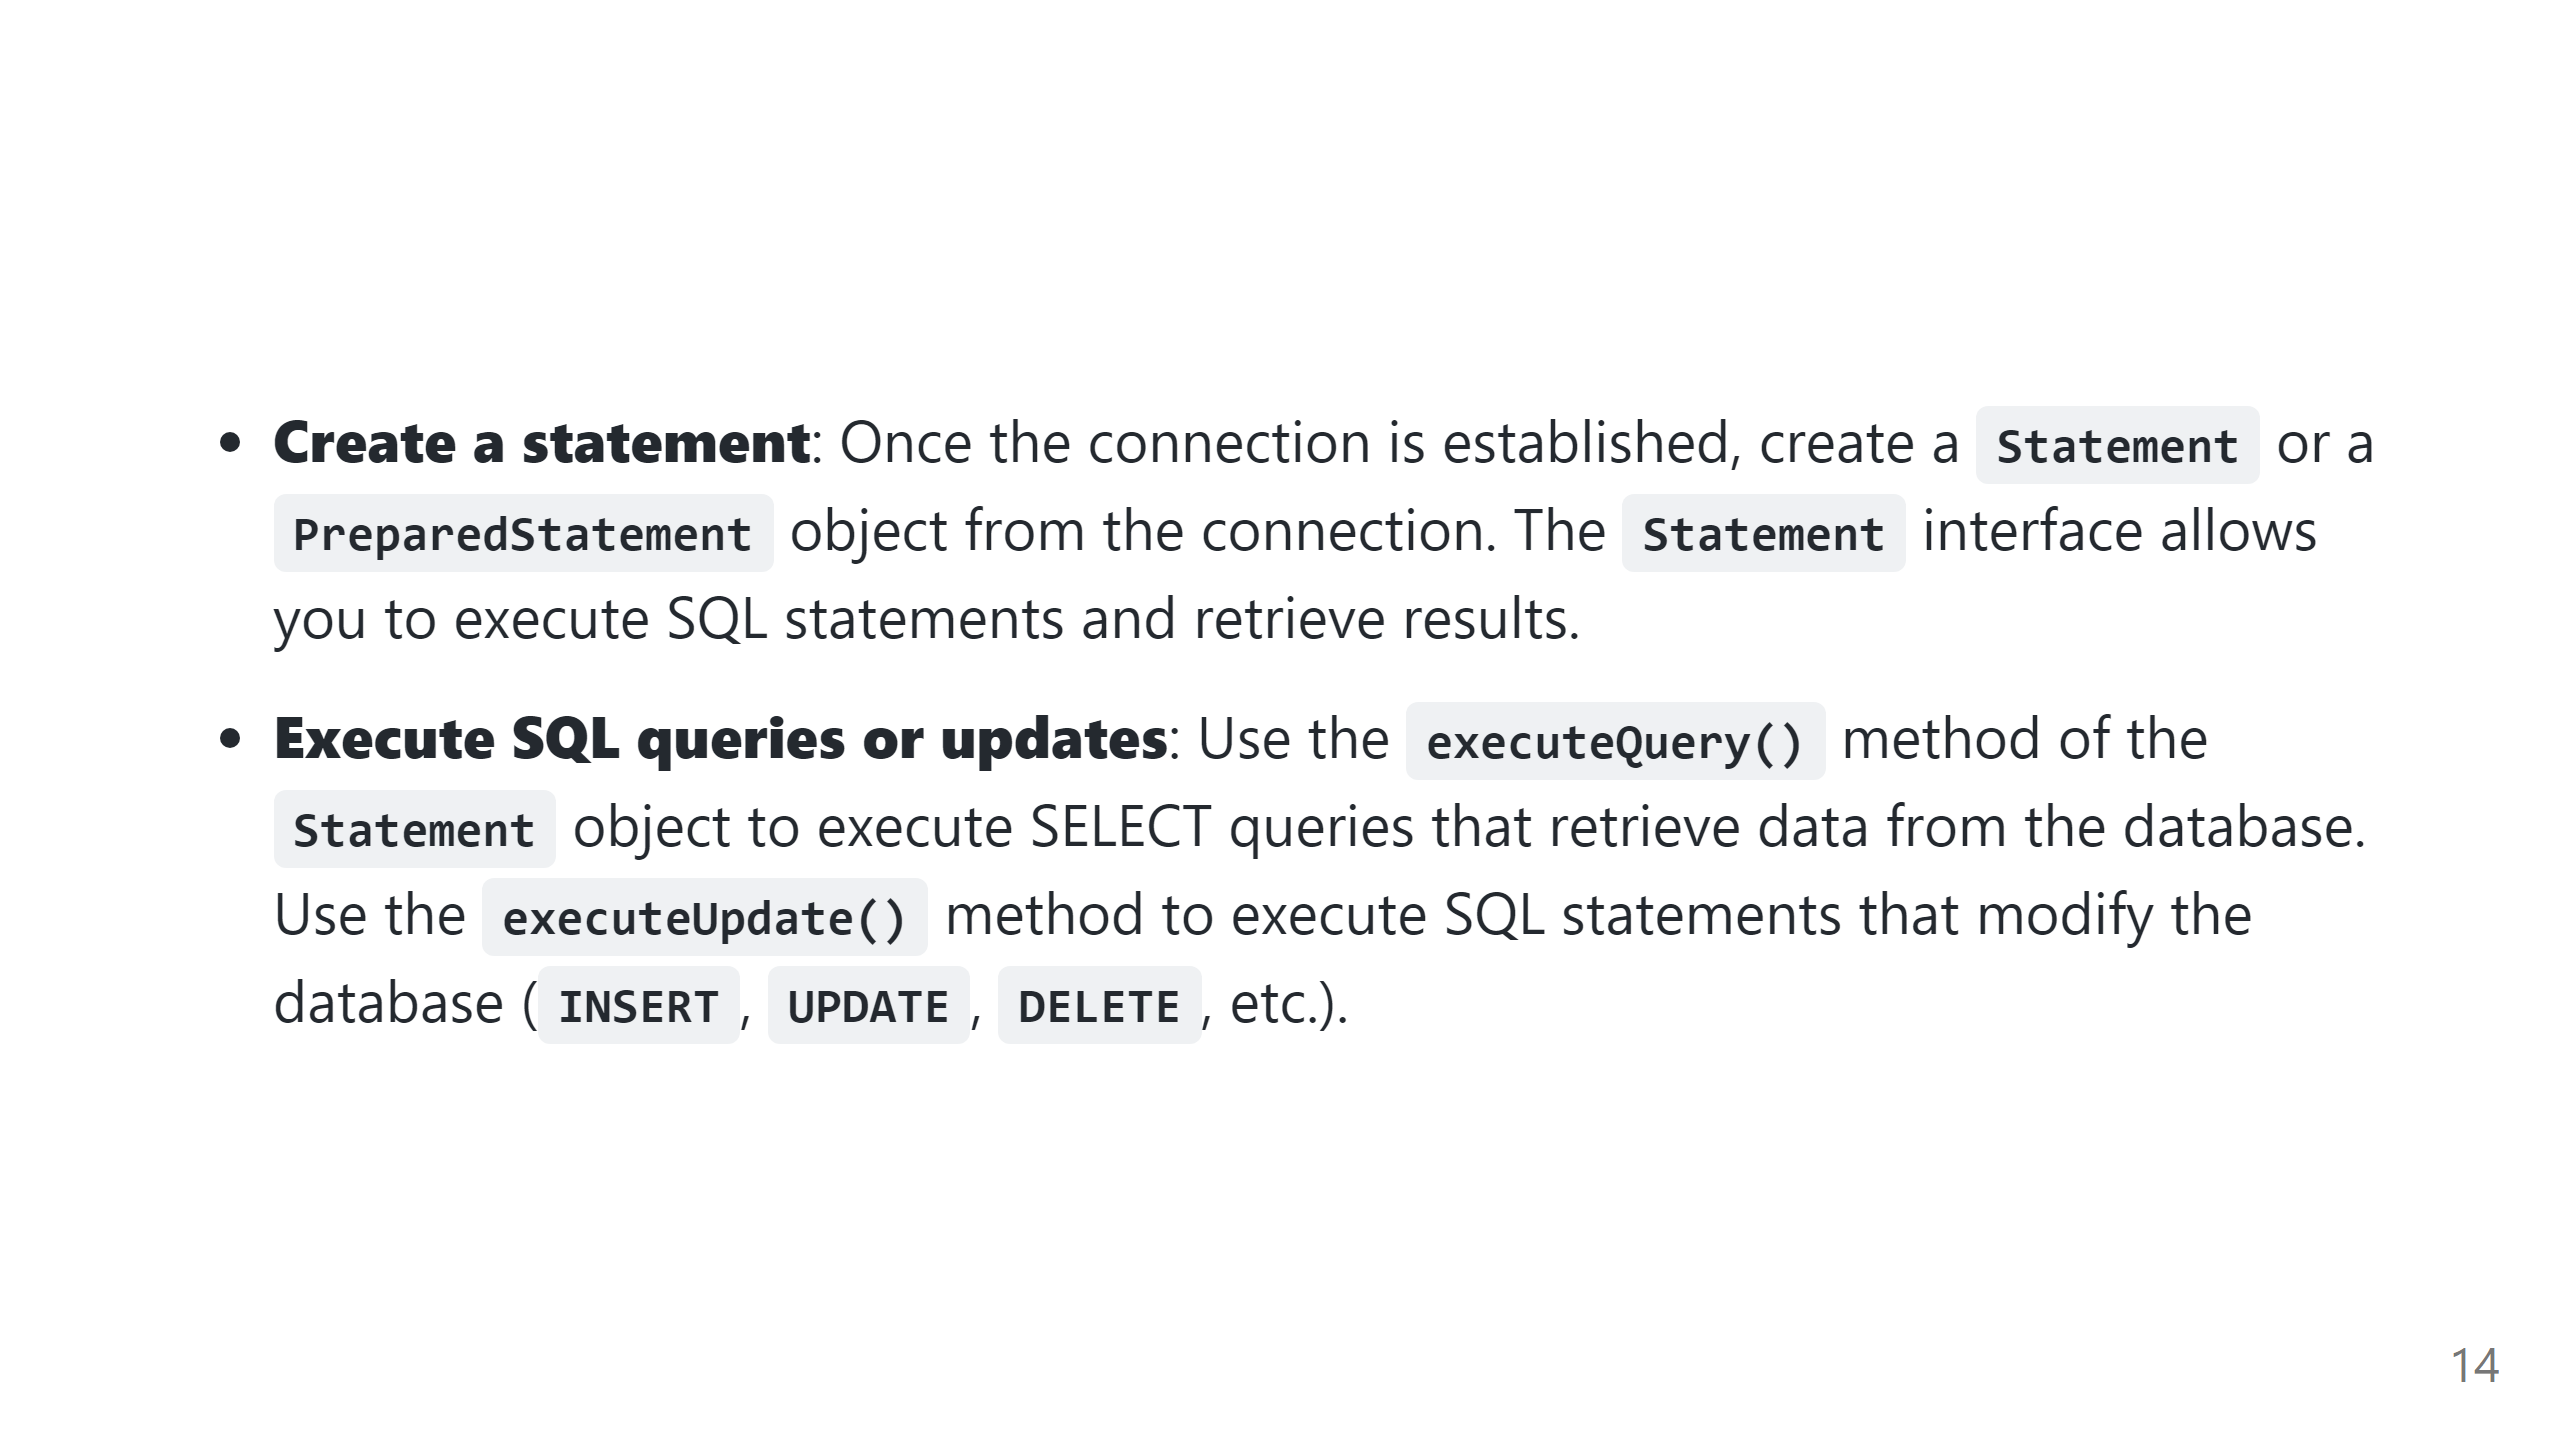 • Create a statement: Once the connection is established, create a Statement or a
PreparedStatement object from the connection. The Statement interface allows
you to execute SQL statements and retrieve results.
• Execute SQL queries or updates: Use the executeQuery() method of the
Statement object to execute SELECT queries that retrieve data from the database.
Use the executeUpdate() method to execute SQL statements that modify the
database (INSERT, UPDATE, DELETE, etc.).
14